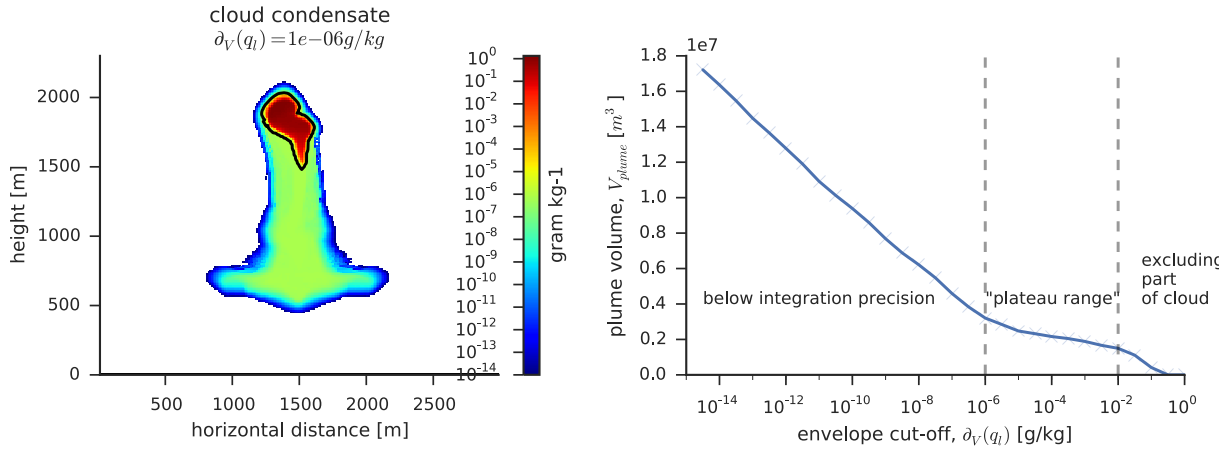 cloud condensate
∂_V(q_l) = 1e−06g/kg
height [m]
2000
1500
1000
500
0
500 1000 1500 2000 2500
horizontal distance [m]
10^0
10^-1
10^-2
10^-3
10^-4
10^-5
10^-6
10^-7
10^-8
10^-9
10^-10
10^-11
10^-12
10^-13
10^-14
gram kg-1
1e7
plume volume, V_plume [m^3 ]
1.8
1.6
1.4
1.2
1.0
0.8
0.6
0.4
0.2
0.0
below integration precision
"plateau range"
excluding
part
of cloud
10^-14 10^-12 10^-10 10^-8 10^-6 10^-4 10^-2 10^0
envelope cut-off, ∂_V(q_l) [g/kg]